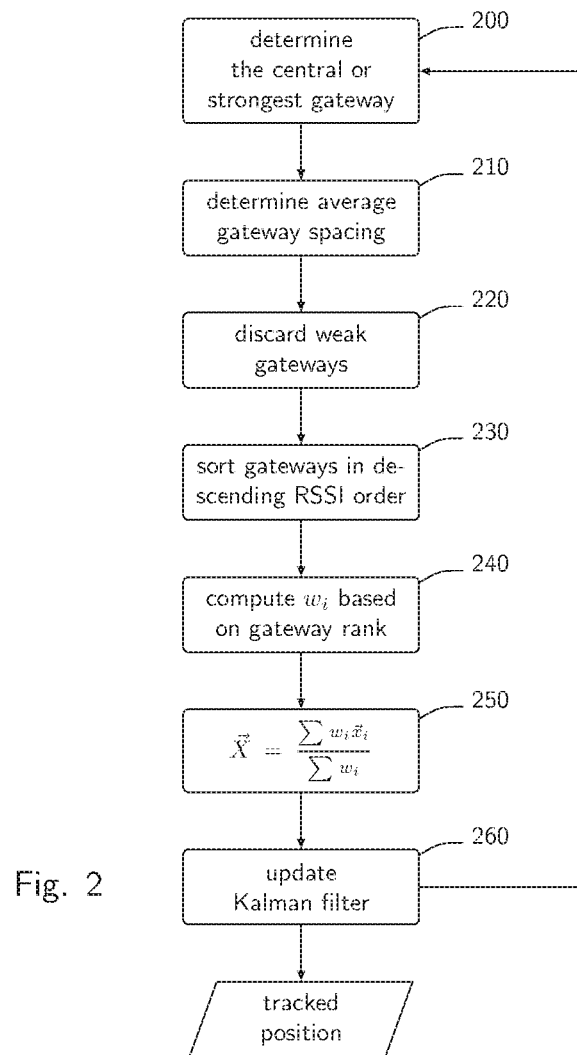 200
determine
the central or
strongest gateway
210
determine average
gateway spacing
220
discard weak
gateways
230
sort gateways in de-
scending RSSI order
240
compute w_i based
on gateway rank
250
\vec{X} = \frac{\sum w_i \vec{x}_i}{\sum w_i}
260
update
Kalman filter
Fig. 2
tracked
position